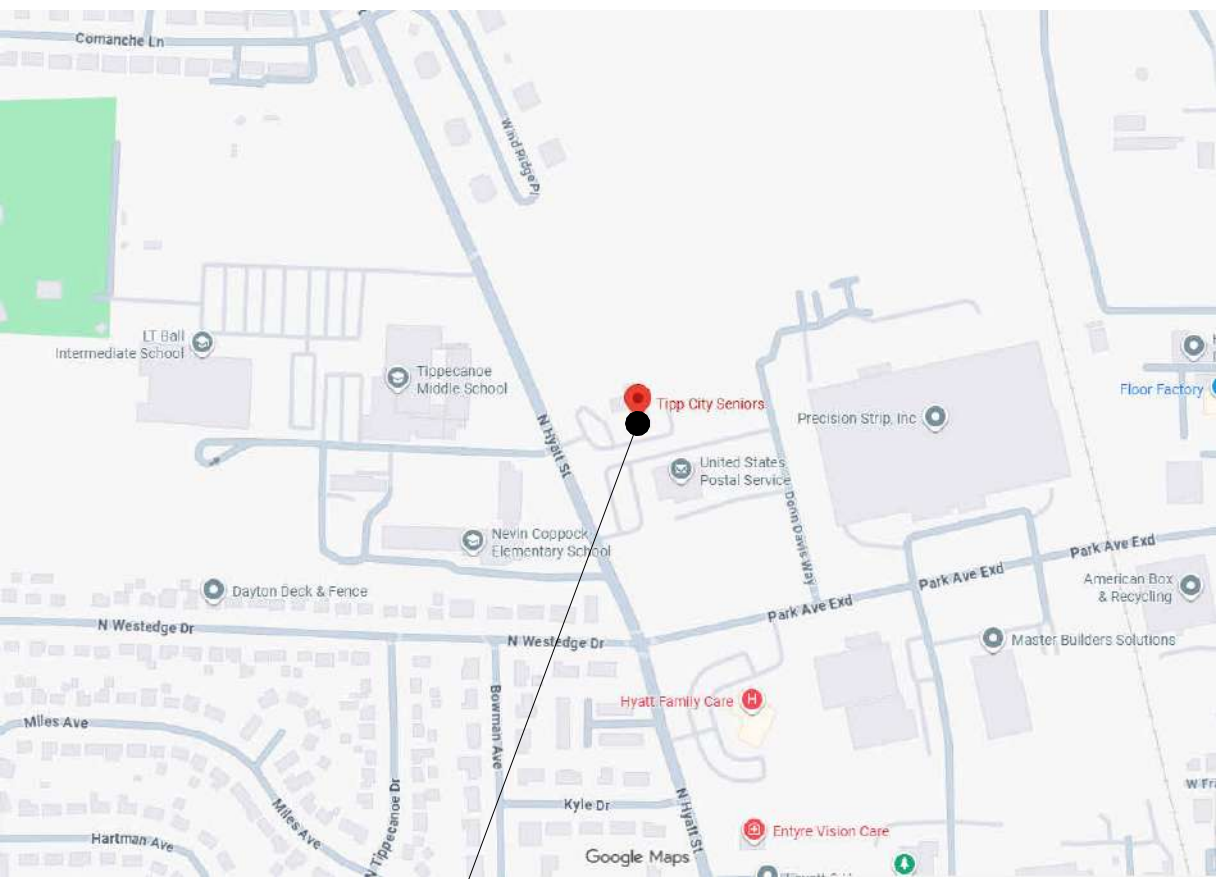 Comanche Ln
Wind Ridge Pl
LT Ball
Intermediate School
Tippecanoe
Middle School
Tipp City Seniors
Floor Factory
Precision Strip, Inc
N Hyatt St
United States
Postal Service
Donn Davis Way
Nevin Coppock
Elementary School
Park Ave Exd
Park Ave Exd
American Box
& Recycling
Dayton Deck & Fence
Park Ave Exd
N Westedge Dr
N Westedge Dr
Master Builders Solutions
Hyatt Family Care
H
Miles Ave
Bowman Ave
W Fr
Miles Ave
N Tippecanoe Dr
Kyle Dr
N Hyatt St
Hartman Ave
Entyre Vision Care
Google Maps